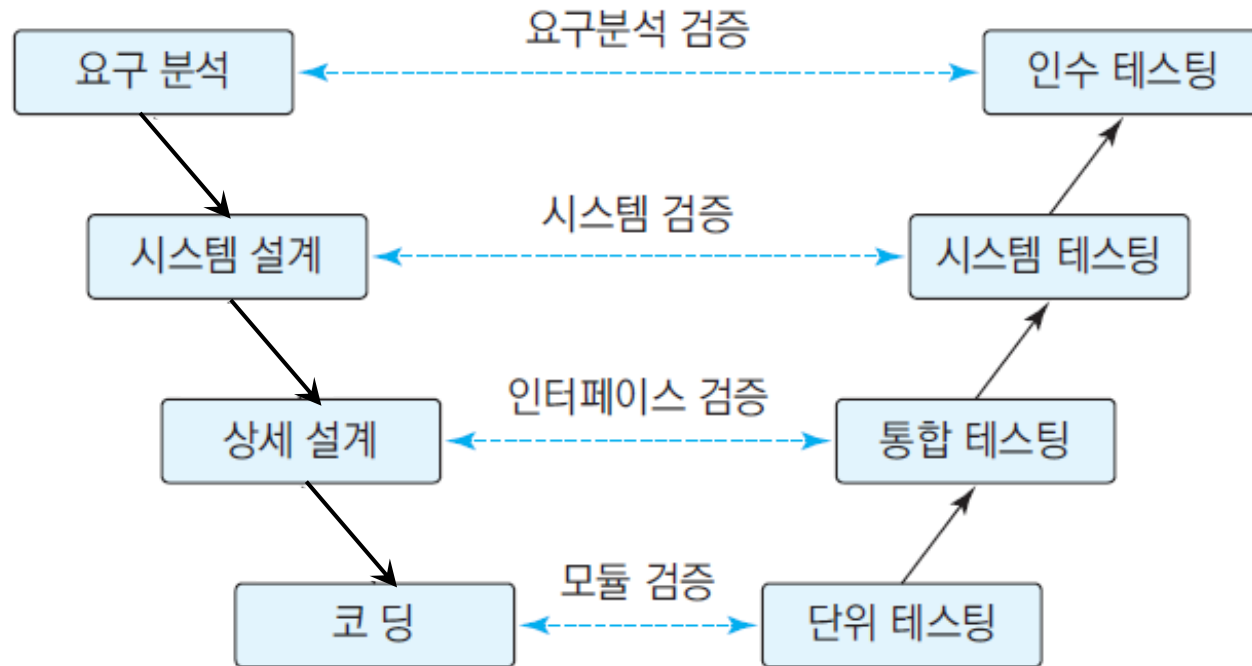 요구분석 검증
요구 분석
인수 테스팅
시스템 검증
시스템 설계
시스템 테스팅
인터페이스 검증
상세 설계
통합 테스팅
모듈 검증
코 딩
단위 테스팅